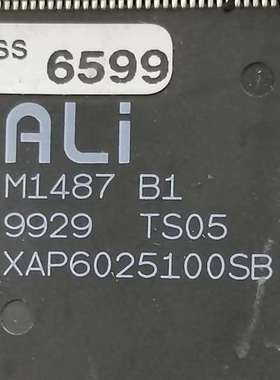 SS
6599
ALi
M1487 B1
9929 TS05
XAP6025100SB